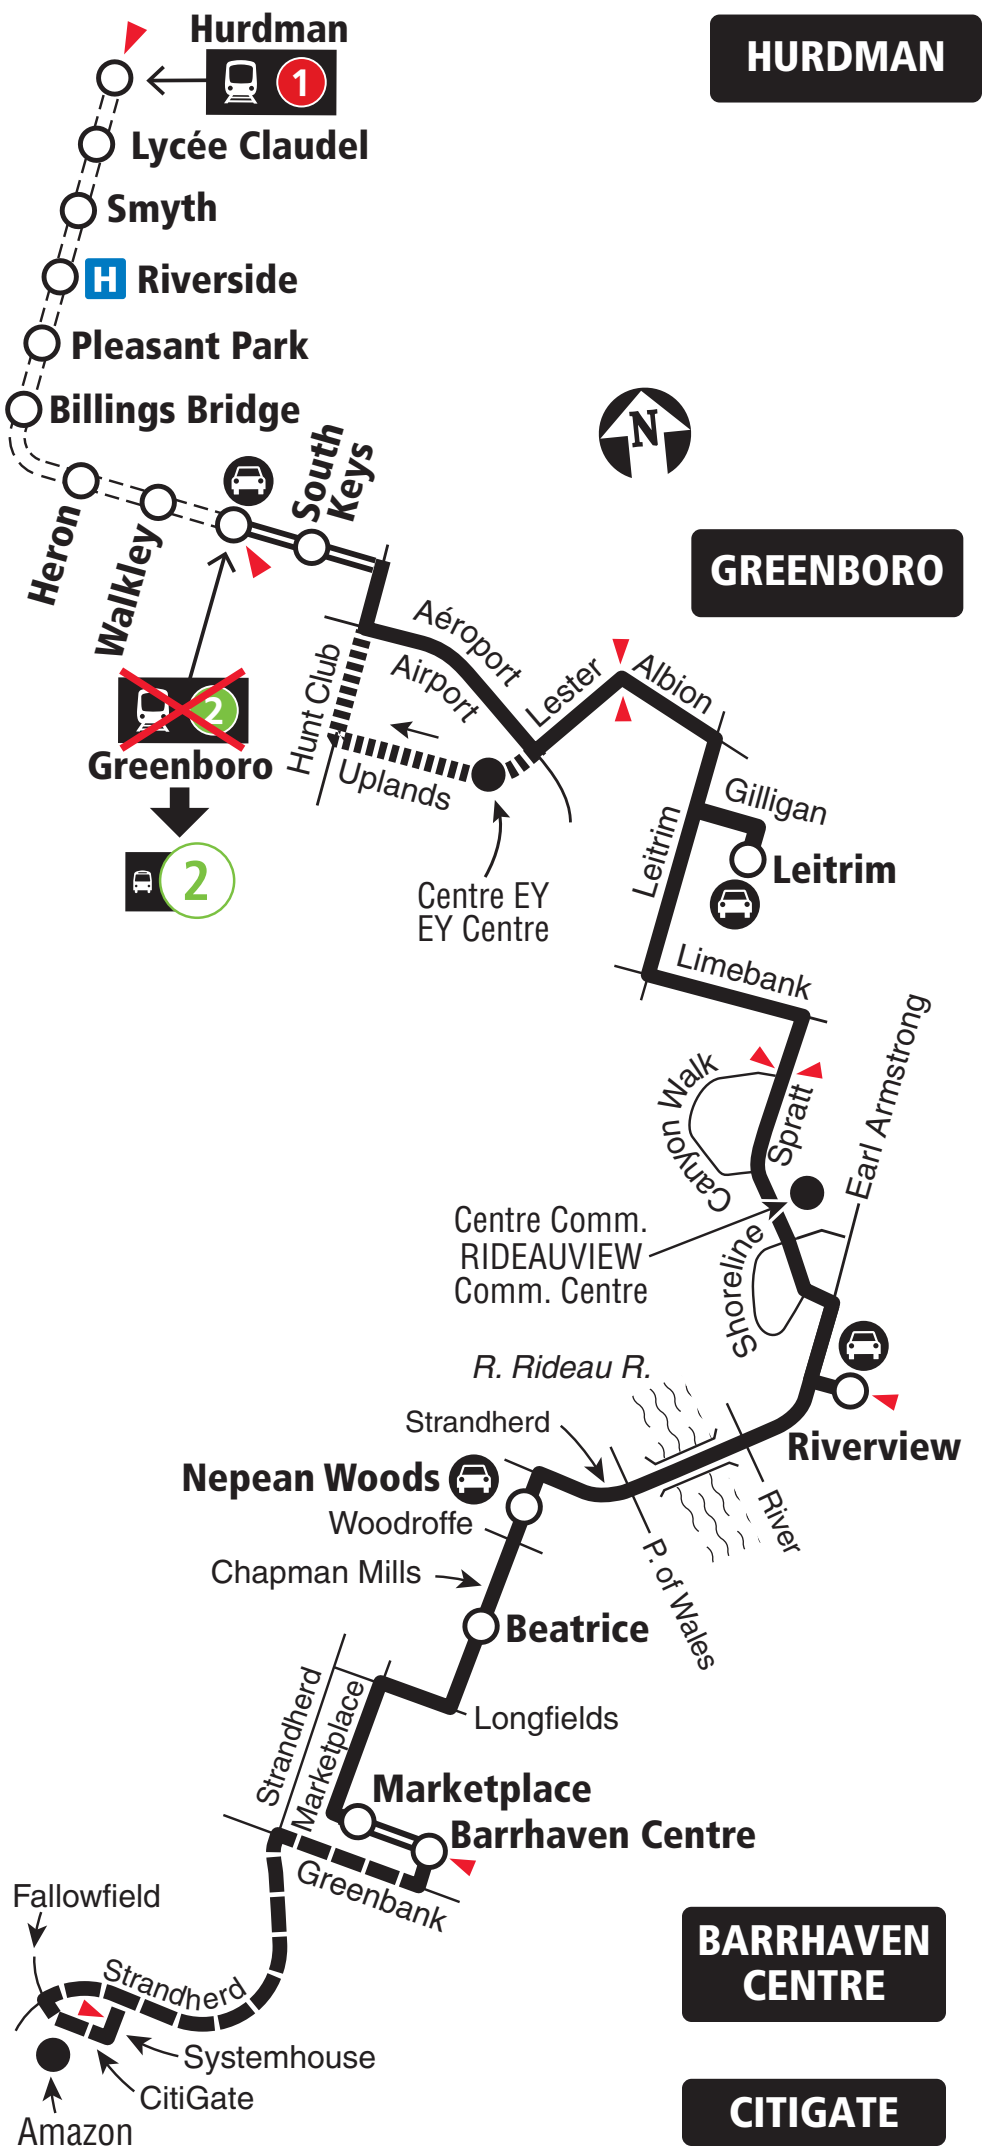 Hurdman
1
HURDMAN
Lycée Claudel
Smyth
H Riverside
Pleasant Park
Billings Bridge
N
South
Keys
Heron
Walkley
GREENBORO
Aéroport
Airport
Lester
Albion
Hunt Club
2
Greenboro
Uplands
Gilligan
Leitrim
Leitrim
2
Centre EY
EY Centre
Limebank
Earl Armstrong
Canyon Walk
Spratt
Centre Comm.
RIDEAUVIEW
Comm. Centre
Shoreline
R. Rideau R.
Strandherd
Riverview
Nepean Woods
Woodroffe
River
P. of Wales
Chapman Mills
Beatrice
Strandherd
Marketplace
Longfields
Marketplace
Barrhaven Centre
Greenbank
Fallowfield
Strandherd
BARRHAVEN
CENTRE
Systemhouse
CitiGate
Amazon
CITIGATE